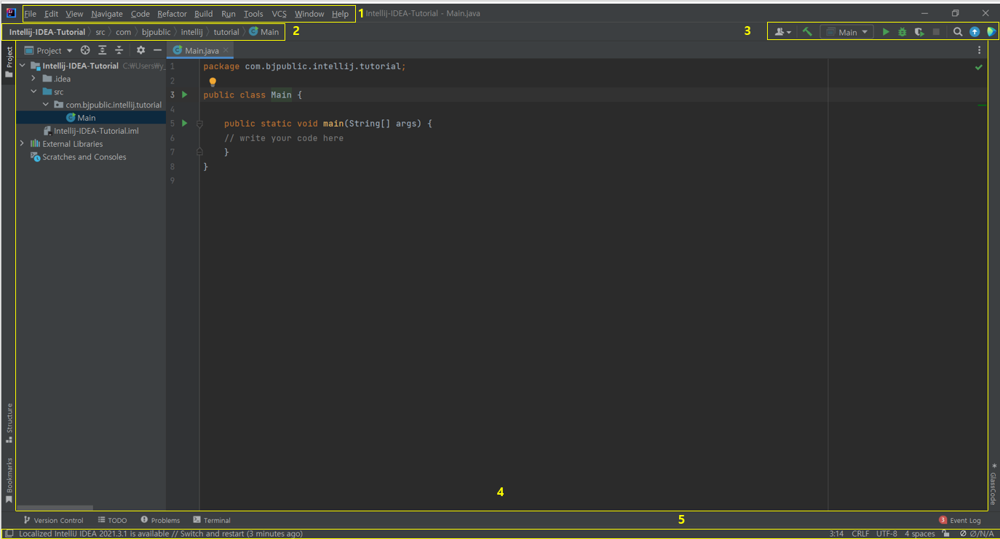 File Edit View Navigate Code Refactor Build Run Tools VCS Window Help 1 Intellij-IDEA-Tutorial - Main.java
Intellij-IDEA-Tutorial src com bjpublic intellij tutorial Main 2 3 Main
Project
Project Main.java
Intellij-IDEA-Tutorial C:₩Users₩y_
.idea
src
com.bjpublic.intellij.tutorial
Main
Intellij-IDEA-Tutorial.iml
External Libraries
Scratches and Consoles
1 package com.bjpublic.intellij.tutorial;
2
3 public class Main {
4
5 public static void main(String[] args) {
6 // write your code here
7 }
8 }
9
Structure
Bookmarks
GlassCode
4
Version Control TODO Problems Terminal 5 3 Event Log
Localized IntelliJ IDEA 2021.3.1 is available // Switch and restart (3 minutes ago) 3:14 CRLF UTF-8 4 spaces Ø/N/A